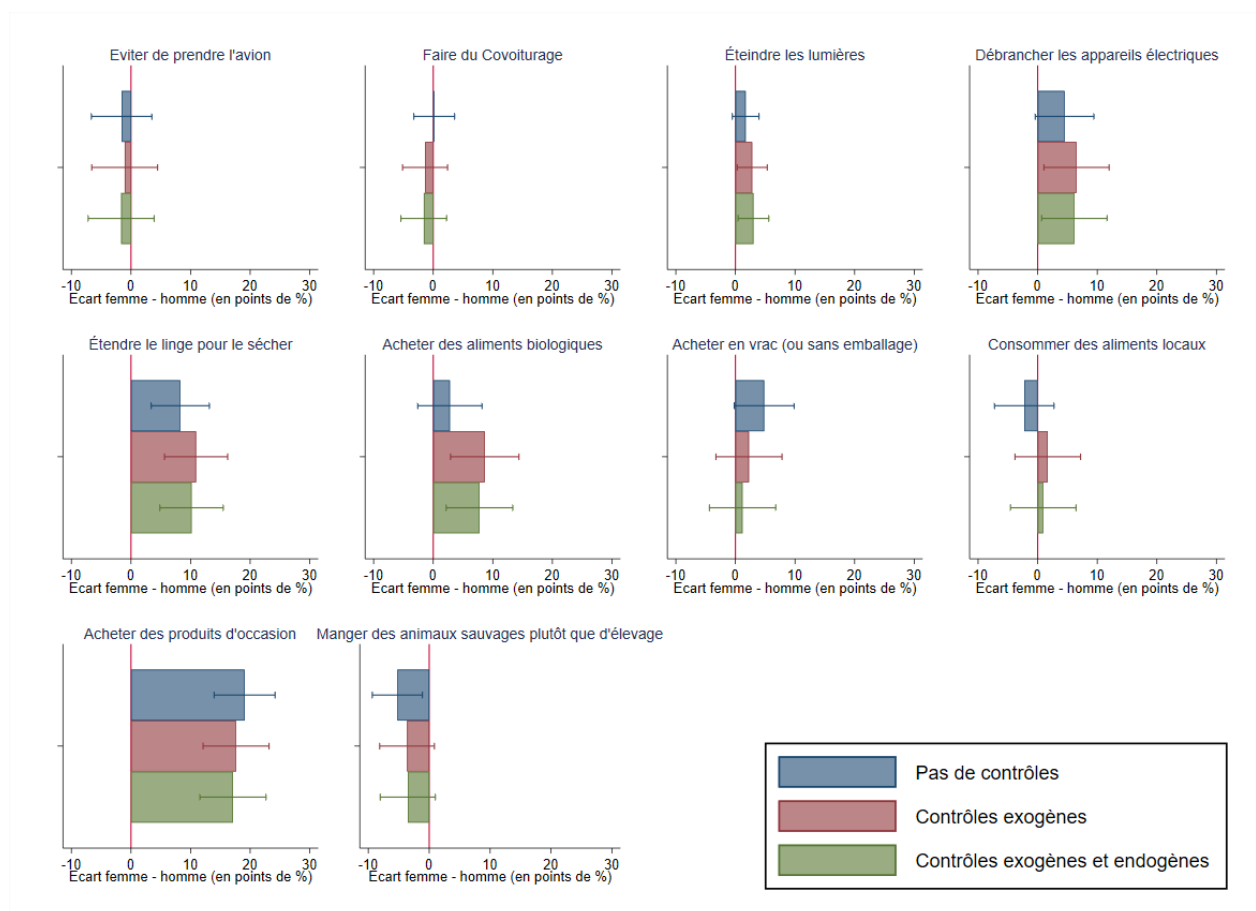 Eviter de prendre l'avion
Faire du Covoiturage
Éteindre les lumières
Débrancher les appareils électriques
-10 0 10 20 30
-10 0 10 20 30
-10 0 10 20 30
-10 0 10 20 30
Ecart femme - homme (en points de %)
Ecart femme - homme (en points de %)
Ecart femme - homme (en points de %)
Ecart femme - homme (en points de %)
Étendre le linge pour le sécher
Acheter des aliments biologiques
Acheter en vrac (ou sans emballage)
Consommer des aliments locaux
-10 0 10 20 30
-10 0 10 20 30
-10 0 10 20 30
-10 0 10 20 30
Ecart femme - homme (en points de %)
Ecart femme - homme (en points de %)
Ecart femme - homme (en points de %)
Ecart femme - homme (en points de %)
Acheter des produits d'occasion
Manger des animaux sauvages plutôt que d'élevage
-10 0 10 20 30
-10 0 10 20 30
Ecart femme - homme (en points de %)
Ecart femme - homme (en points de %)
Pas de contrôles
Contrôles exogènes
Contrôles exogènes et endogènes